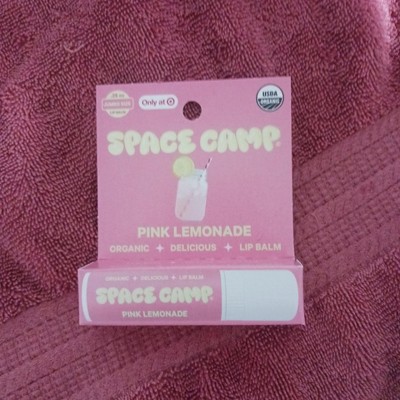 Only at
USDA
ORGANIC
SPACE CAMP
PINK LEMONADE
ORGANIC + DELICIOUS + LIP BALM
ORGANIC + DELICIOUS + LIP BALM
SPACE CAMP
PINK LEMONADE